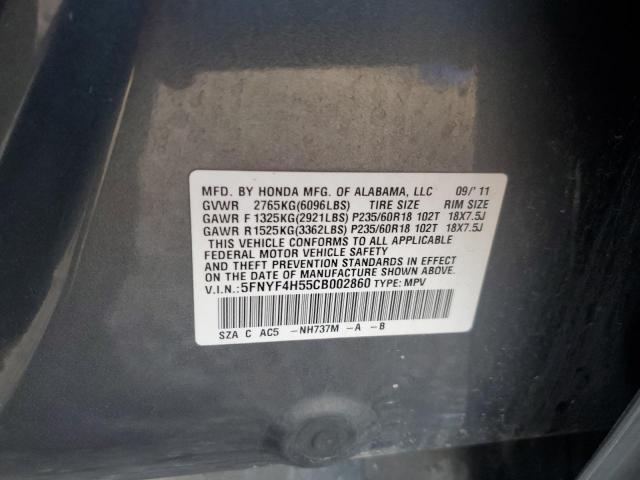 MFD. BY HONDA MFG. OF ALABAMA, LLC 09/'11
GVWR 2765KG(6096LBS) TIRE SIZE RIM SIZE
GAWR F 1325KG(2921LBS) P235/60R18 102T 18X7.5J
GAWR R 1525KG(3362LBS) P235/60R18 102T 18X7.5J
THIS VEHICLE CONFORMS TO ALL APPLICABLE
FEDERAL MOTOR VEHICLE SAFETY
AND THEFT PREVENTION STANDARDS IN EFFECT
ON THE DATE OF MANUFACTURE SHOWN ABOVE.
V.I.N.:5FNYF4H55CB002860 TYPE: MPV
SZA C AC5 -NH737M -A -B